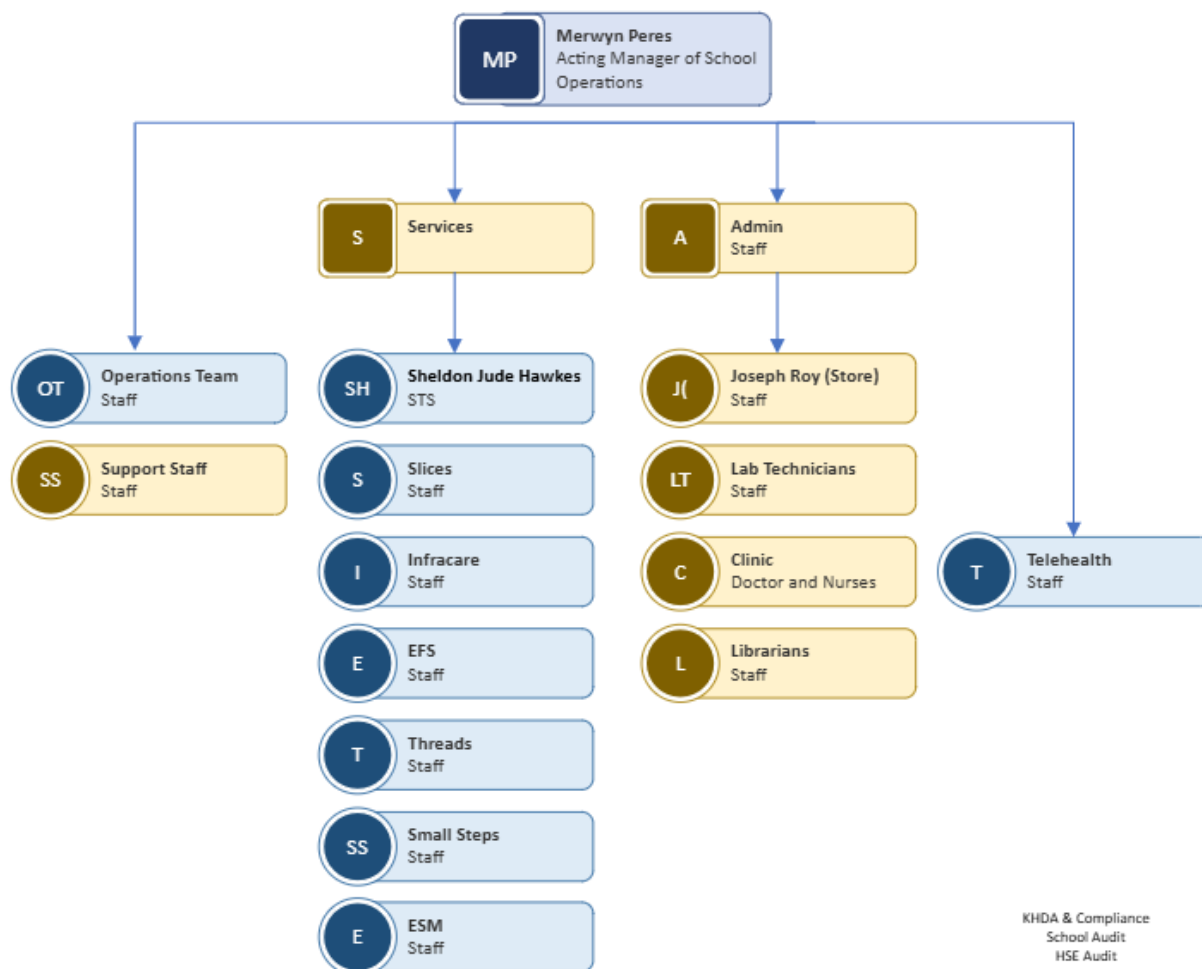 MP
Merwyn Peres
Acting Manager of School
Operations
S
Services
A
Admin
Staff
OT
Operations Team
Staff
SS
Support Staff
Staff
SH
Sheldon Jude Hawkes
STS
S
Slices
Staff
I
Infracare
Staff
E
EFS
Staff
T
Threads
Staff
SS
Small Steps
Staff
E
ESM
Staff
J(
Joseph Roy (Store)
Staff
LT
Lab Technicians
Staff
C
Clinic
Doctor and Nurses
L
Librarians
Staff
T
Telehealth
Staff
KHDA & Compliance
School Audit
HSE Audit